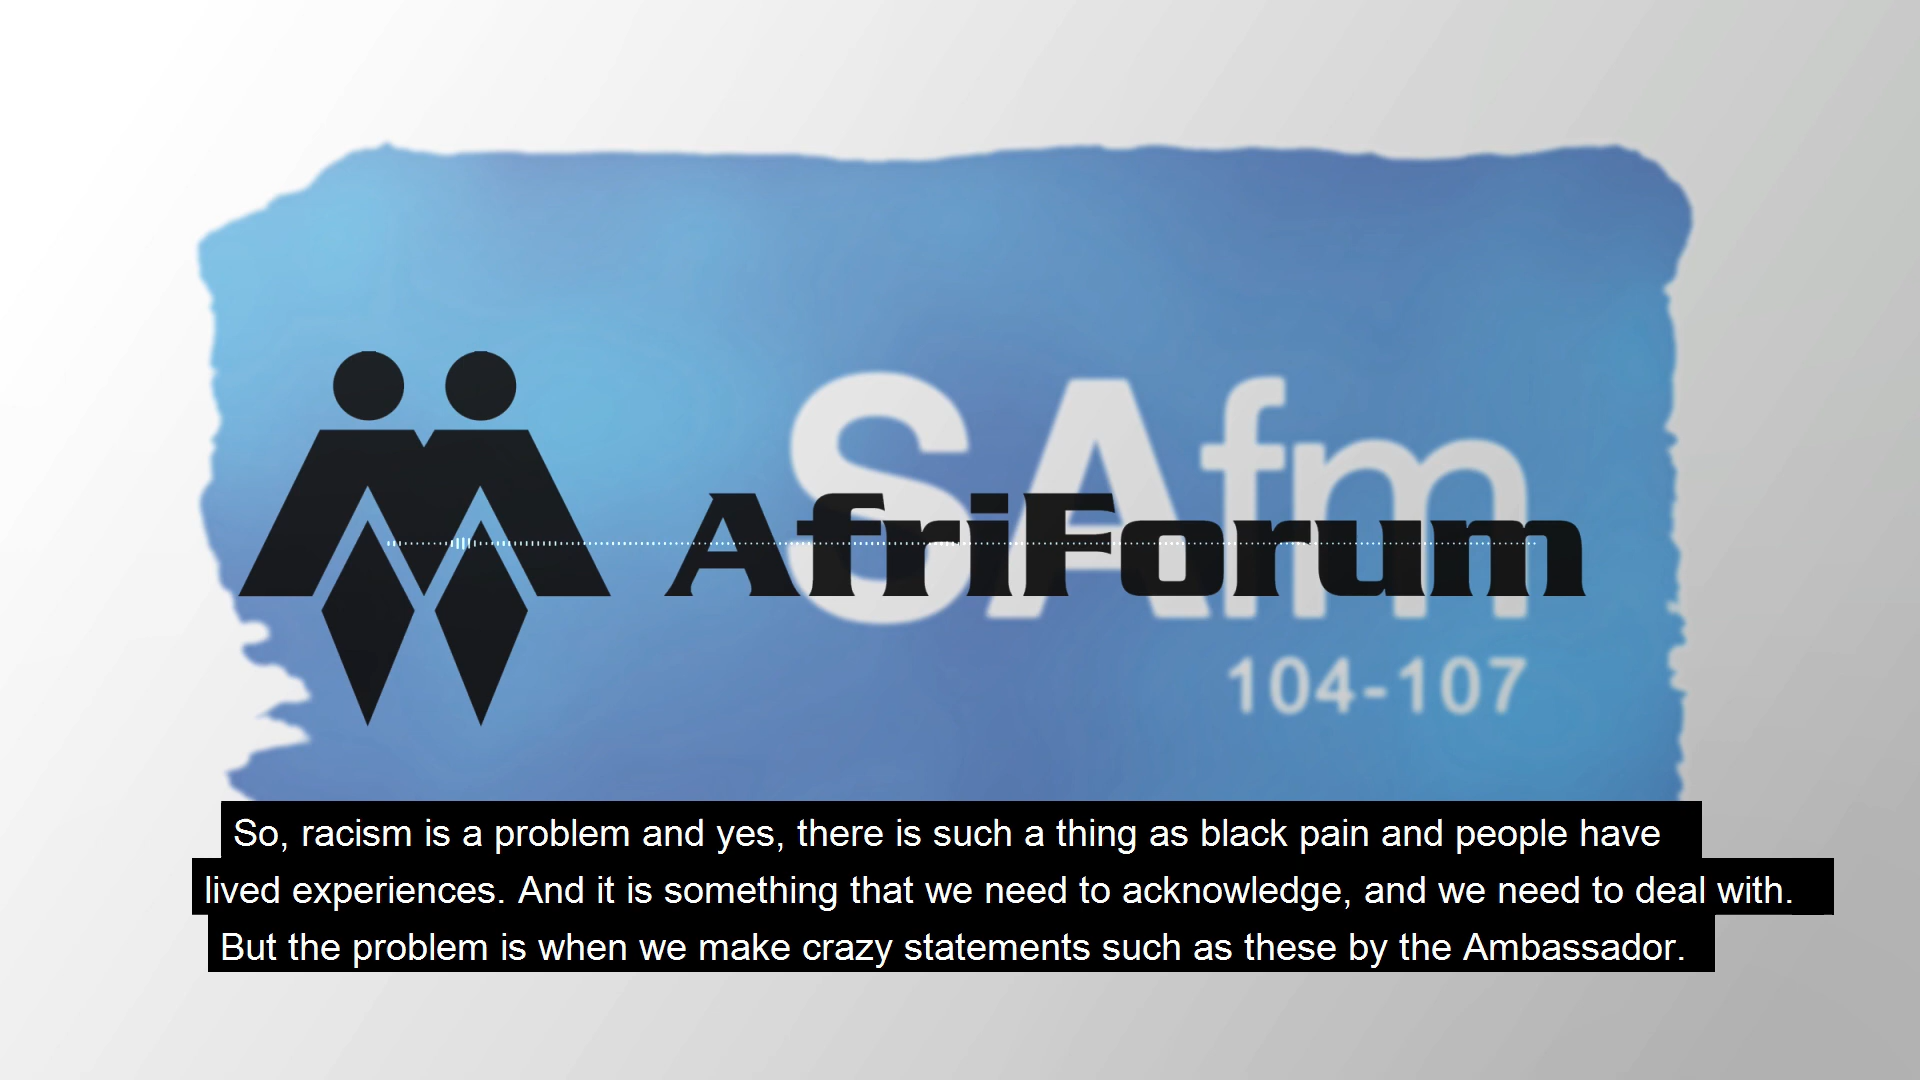 SAfm
AfriForum
104-107
So, racism is a problem and yes, there is such a thing as black pain and people have
lived experiences. And it is something that we need to acknowledge, and we need to deal with.
But the problem is when we make crazy statements such as these by the Ambassador.